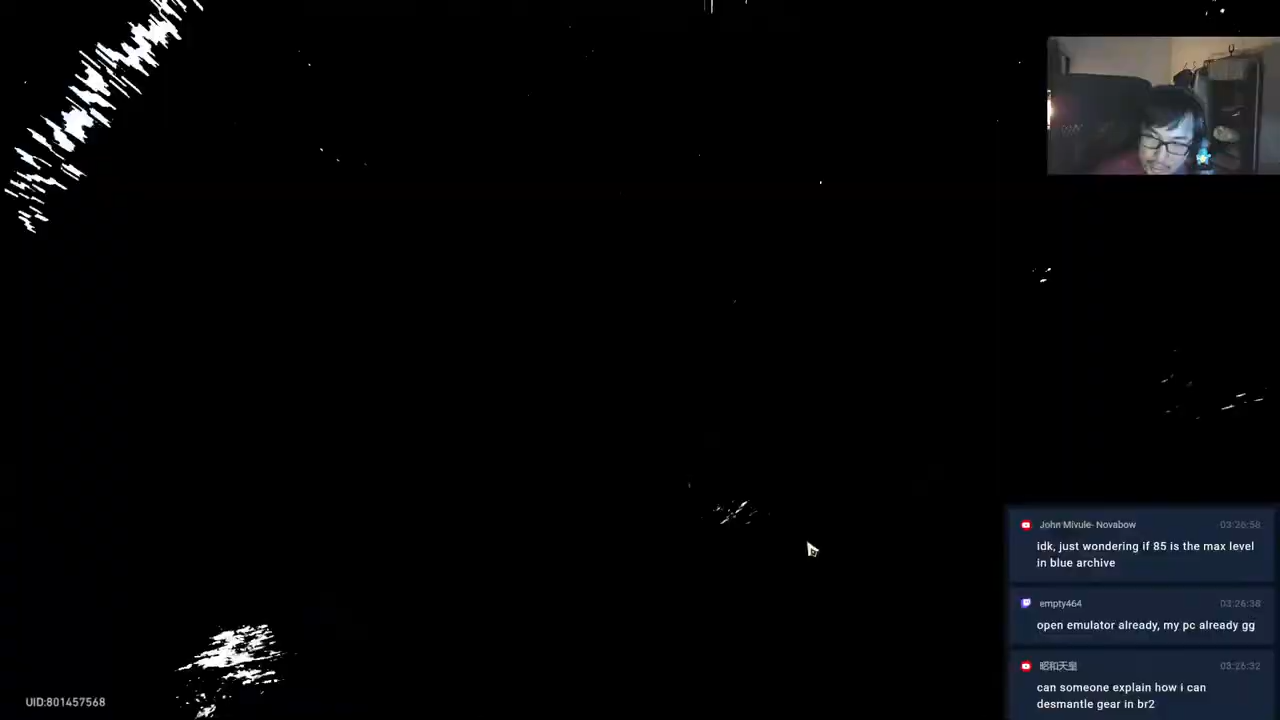 John Mivule- Novabow 03:26:58
idk, just wondering if 85 is the max level
in blue archive
empty464 03:26:38
open emulator already, my pc already gg
昭和天皇 03:26:32
can someone explain how i can
desmantle gear in br2
UID:801457568